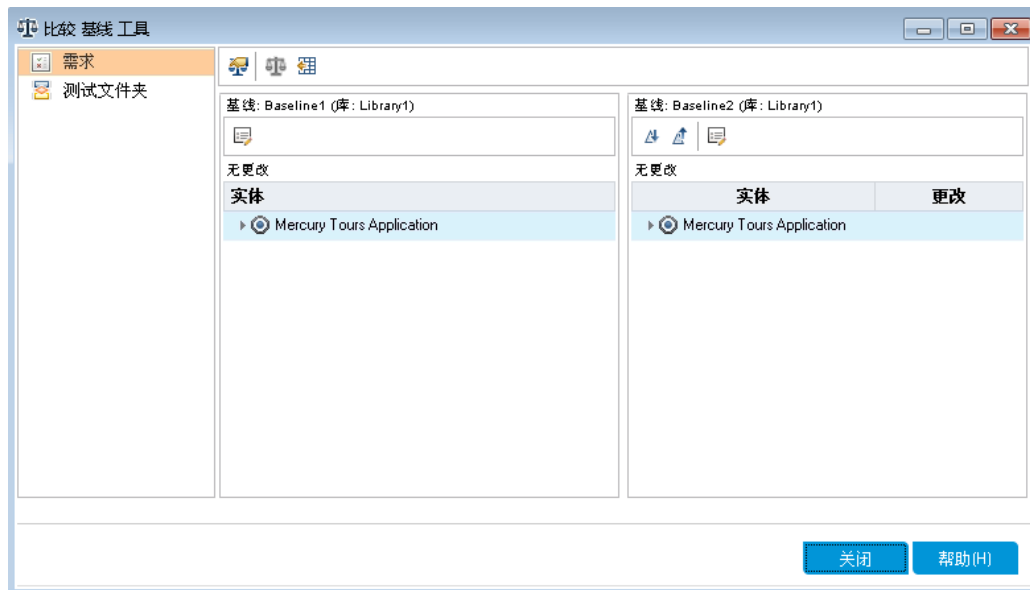 比较 基线 工具
需求
测试文件夹
基线: Baseline1 (库: Library1)
无更改
实体
Mercury Tours Application
基线: Baseline2 (库: Library1)
无更改
实体 更改
Mercury Tours Application
关闭 帮助(H)